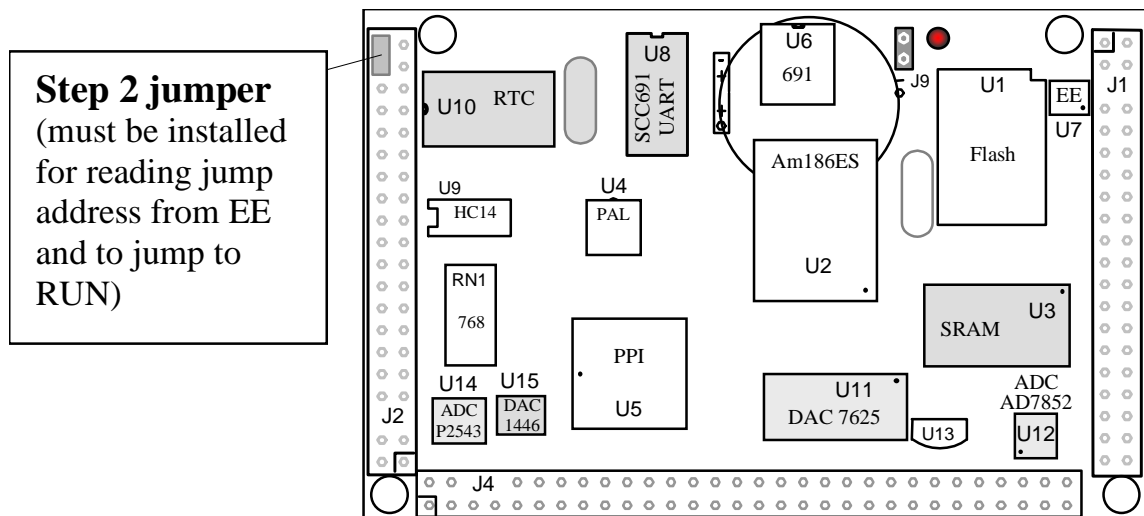 Step 2 jumper
(must be installed
for reading jump
address from EE
and to jump to
RUN)
U10
RTC
U8
SCC691
UART
-
+
+
U6
691
J9
U1
Flash
EE
U7
J1
Am186ES
U2
U9
HC14
U4
PAL
RN1
768
PPI
U5
U3
SRAM
U14
ADC
P2543
U15
DAC
1446
U11
DAC 7625
U13
ADC
AD7852
U12
J2
J4